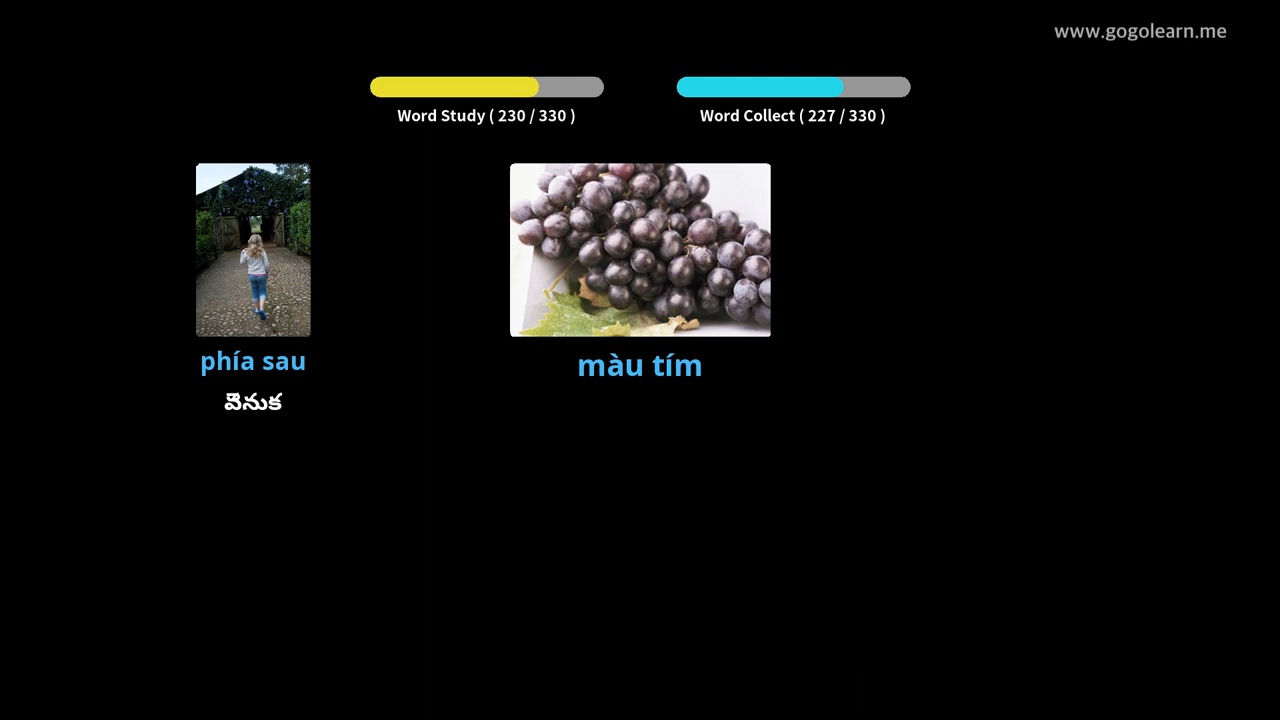 www.gogolearn.me
Word Study ( 230 / 330 )
Word Collect ( 227 / 330 )
phía sau
màu tím
వెనుక